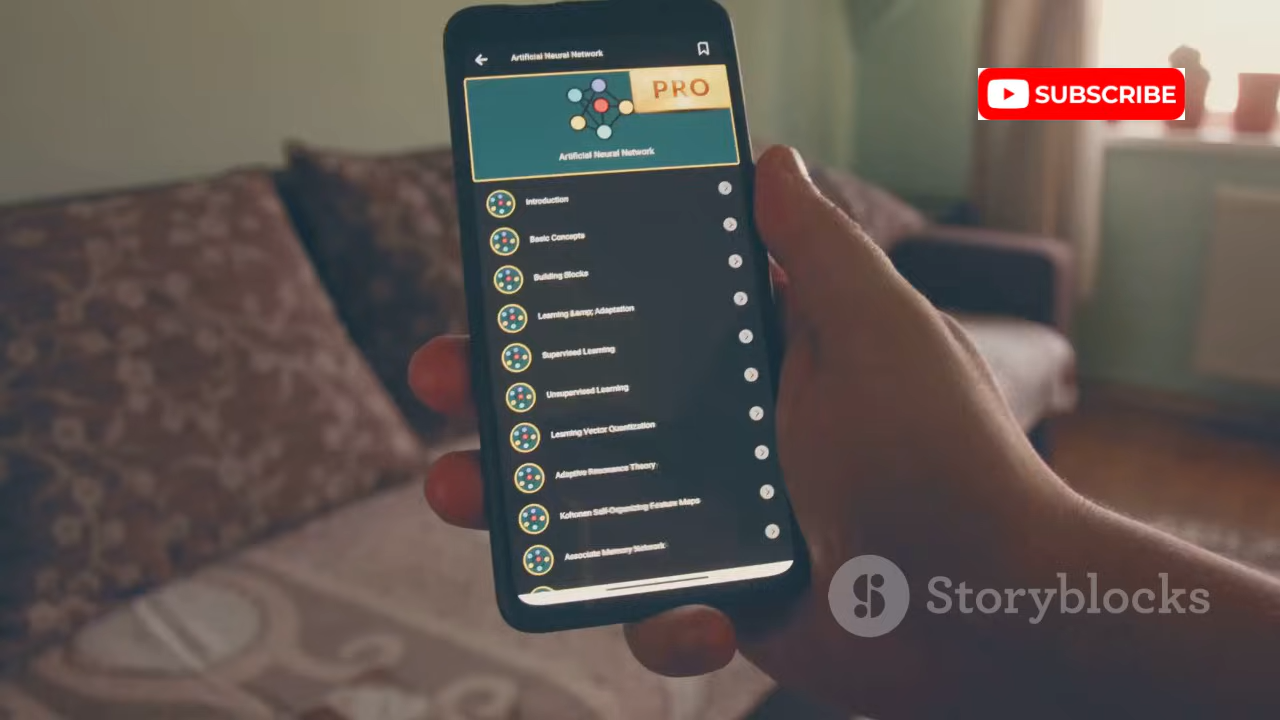 Artificial Neural Network
PRO
SUBSCRIBE
Artificial Neural Network
Introduction
Basic Concepts
Building Blocks
Learning &amp; Adaptation
Supervised Learning
Unsupervised Learning
Learning Vector Quantization
Adaptive Resonance Theory
Kohonen Self-Organizing Feature Maps
Associate Memory Network
Storyblocks